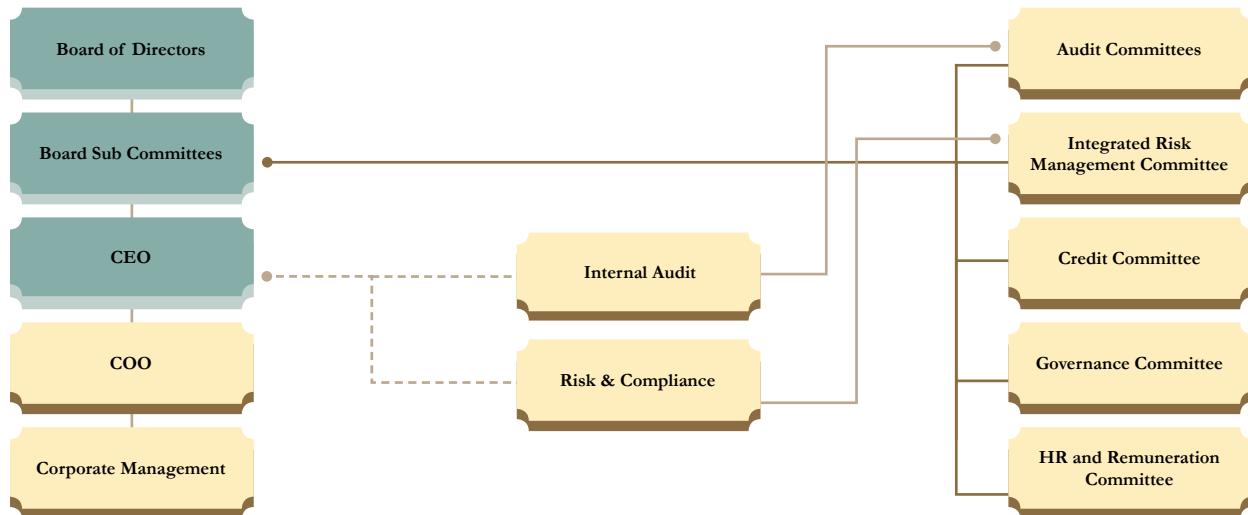 Board of Directors
Board Sub Committees
CEO
COO
Corporate Management
Internal Audit
Risk & Compliance
Audit Committees
Integrated Risk
Management Committee
Credit Committee
Governance Committee
HR and Remuneration
Committee